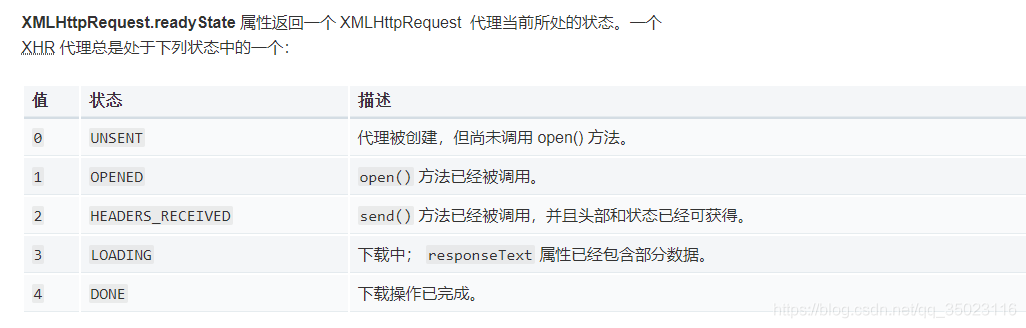 XMLHttpRequest.readyState 属性返回一个 XMLHttpRequest 代理当前所处的状态。一个
XHR 代理总是处于下列状态中的一个：
值 状态 描述
0 UNSENT 代理被创建，但尚未调用 open() 方法。
1 OPENED open() 方法已经被调用。
2 HEADERS_RECEIVED send() 方法已经被调用，并且头部和状态已经可获得。
3 LOADING 下载中； responseText 属性已经包含部分数据。
4 DONE 下载操作已完成。
https://blog.csdn.net/qq_35023116